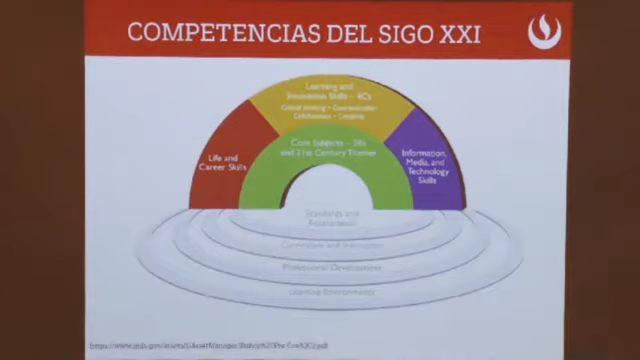 COMPETENCIAS DEL SIGO XXI
Learning and
Innovation Skills – 4Cs
Critical thinking • Communication
Collaboration • Creativity
Core Subjects – 3Rs
and 21st Century Themes
Life and
Career Skills
Information,
Media, and
Technology
Skills
Standards and
Assessments
Curriculum and Instruction
Professional Development
Learning Environments